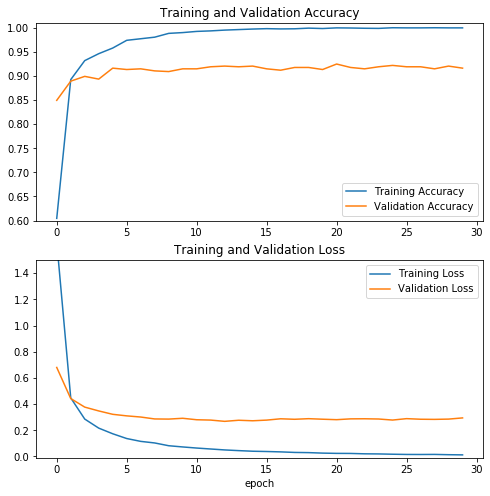 Training and Validation Accuracy
1.00
0.95
0.90
0.85
0.80
0.75
0.70
0.65
0.60
Training Accuracy
Validation Accuracy
0 5 10 15 20 25 30
Training and Validation Loss
1.4
1.2
1.0
0.8
0.6
0.4
0.2
0.0
Training Loss
Validation Loss
0 5 10 15 20 25 30
epoch